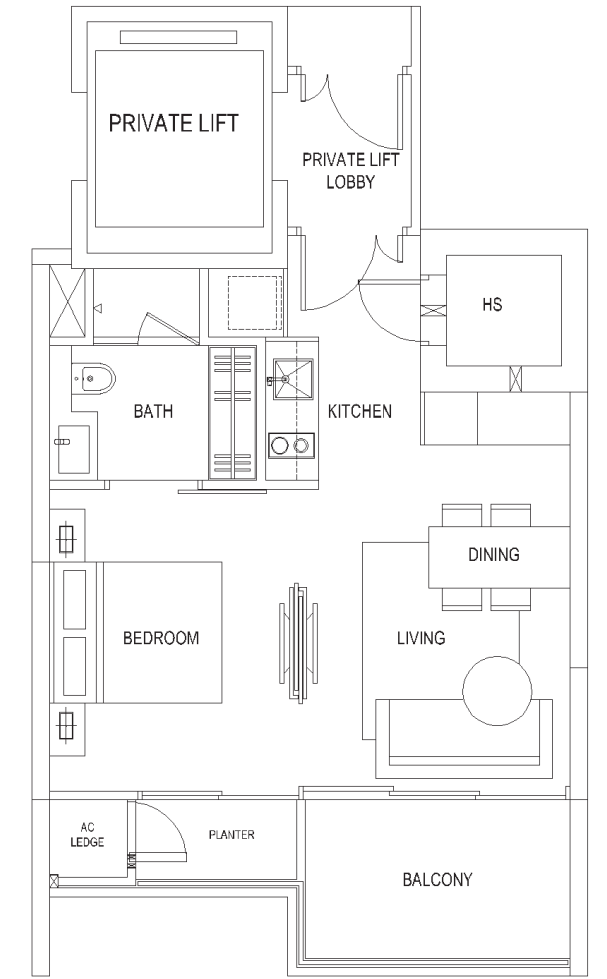 PRIVATE LIFT
PRIVATE LIFT
LOBBY
HS
BATH
KITCHEN
DINING
BEDROOM
LIVING
AC
LEDGE
PLANTER
BALCONY